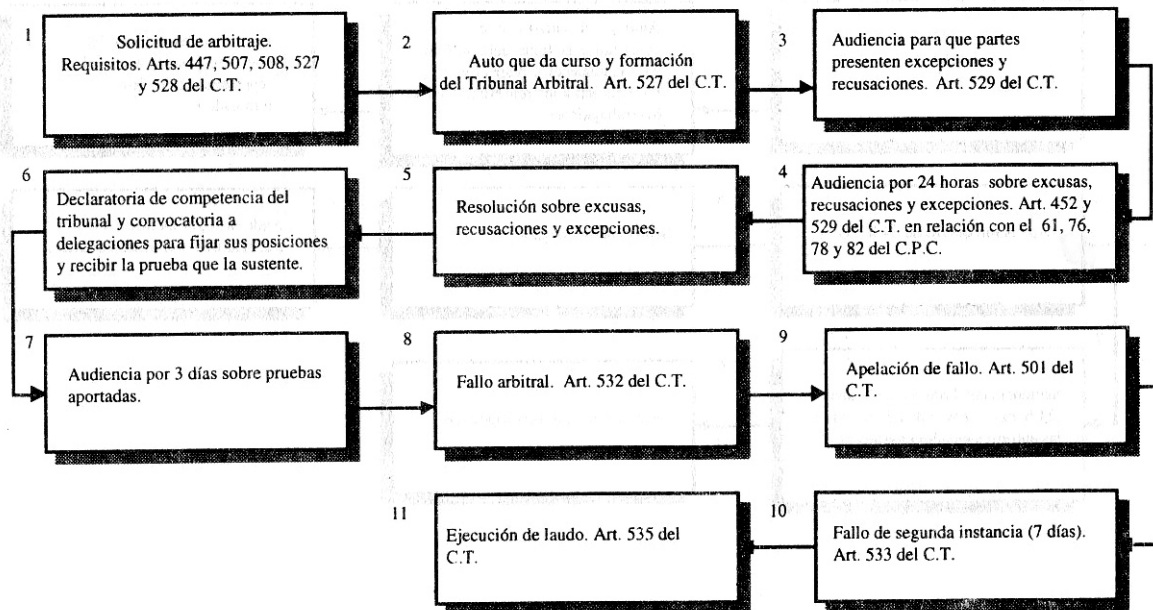 1
Solicitud de arbitraje.
Requisitos. Arts. 447, 507, 508, 527
y 528 del C.T.
2
Auto que da curso y formación
del Tribunal Arbitral. Art. 527 del C.T.
3
Audiencia para que partes
presenten excepciones y
recusaciones. Art. 529 del C.T.
4
Audiencia por 24 horas sobre excusas,
recusaciones y excepciones. Art. 452 y
529 del C.T. en relación con el 61, 76,
78 y 82 del C.P.C.
5
Resolución sobre excusas,
recusaciones y excepciones.
6
Declaratoria de competencia del
tribunal y convocatoria a
delegaciones para fijar sus posiciones
y recibir la prueba que la sustente.
7
Audiencia por 3 días sobre pruebas
aportadas.
8
Fallo arbitral. Art. 532 del C.T.
9
Apelación de fallo. Art. 501 del
C.T.
10
Fallo de segunda instancia (7 días).
Art. 533 del C.T.
11
Ejecución de laudo. Art. 535 del
C.T.